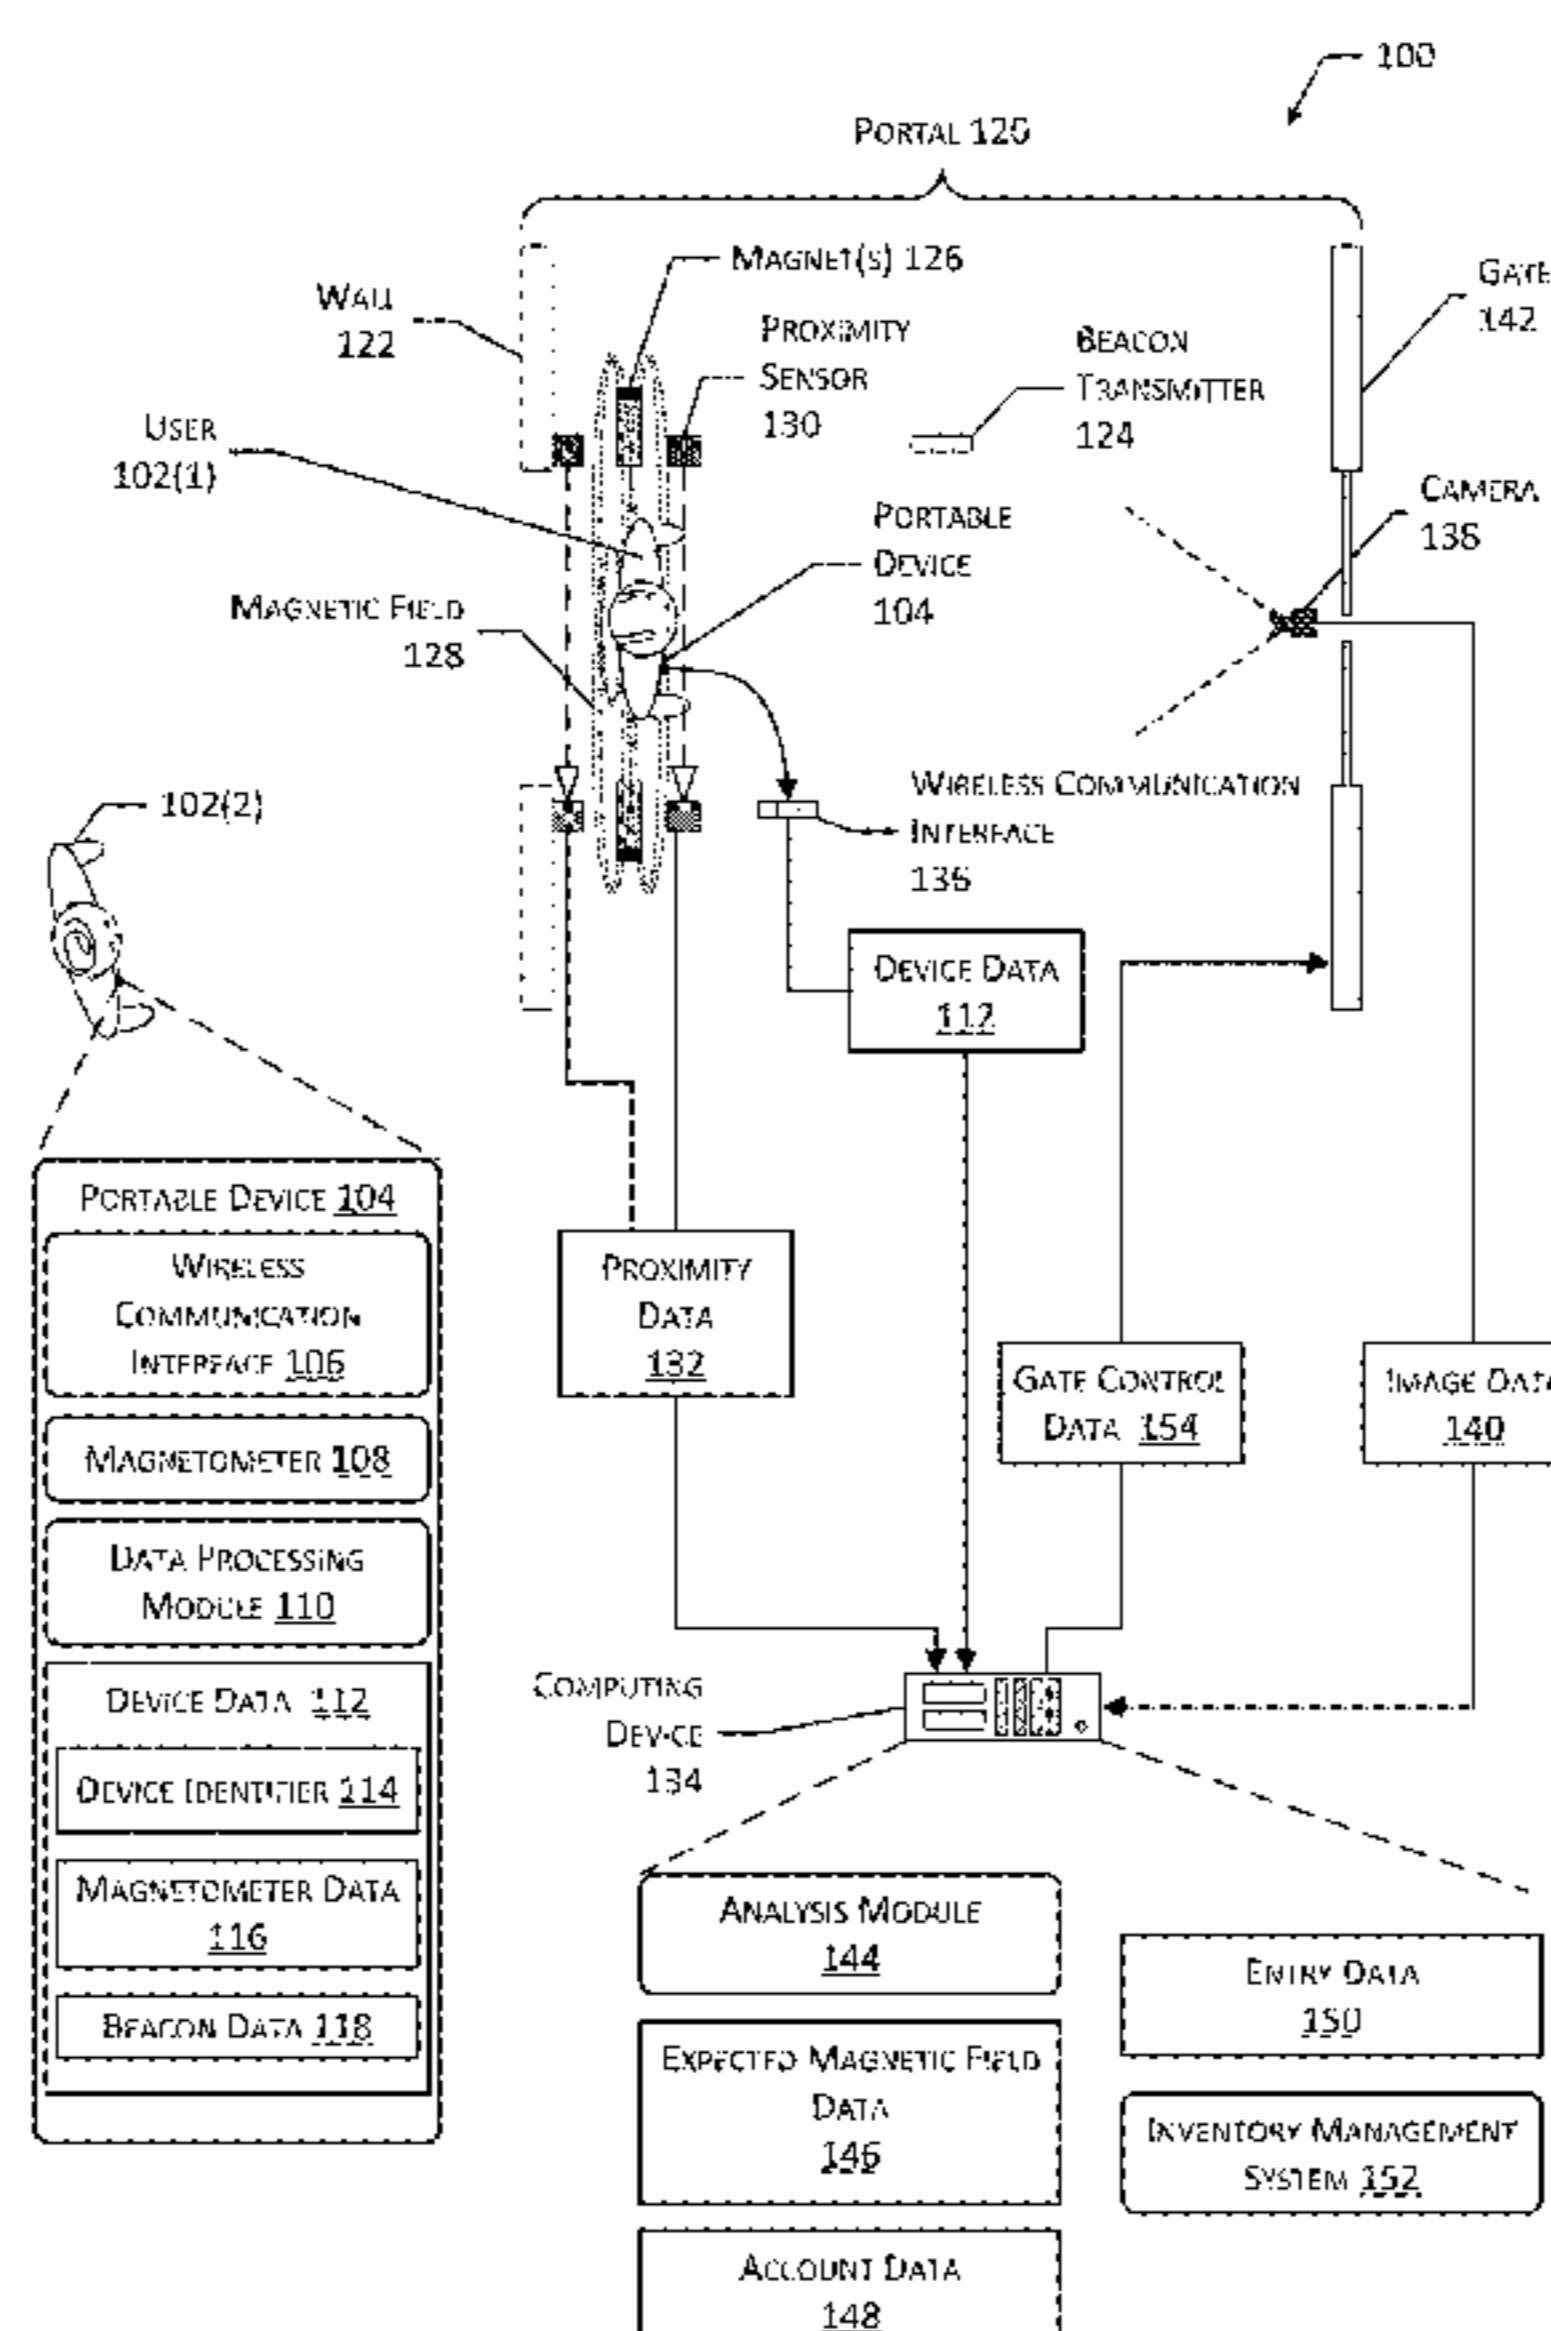 100
PORTAL 120
MAGNET(S) 126
WALL
122
PROXIMITY
SENSOR
130
BEACON
TRANSMITTER
124
GATE
142
USER
102(1)
CAMERA
138
PORTABLE
DEVICE
104
MAGNETIC FIELD
128
WIRELESS COMMUNICATION
INTERFACE
136
102(2)
DEVICE DATA
112
PORTABLE DEVICE 104
WIRELESS
COMMUNICATION
INTERFACE 106
MAGNETOMETER 108
DATA PROCESSING
MODULE 110
DEVICE DATA 112
DEVICE IDENTIFIER 114
MAGNETOMETER DATA
116
BEACON DATA 118
PROXIMITY
DATA
132
GATE CONTROL
DATA 154
IMAGE DATA
140
COMPUTING
DEVICE
134
ANALYSIS MODULE
144
EXPECTED MAGNETIC FIELD
DATA
146
ACCOUNT DATA
148
ENTRY DATA
150
INVENTORY MANAGEMENT
SYSTEM 152